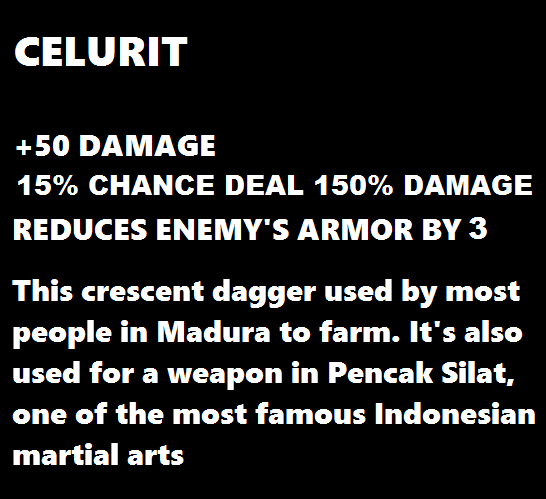 CELURIT
+50 DAMAGE
15% CHANCE DEAL 150% DAMAGE
REDUCES ENEMY'S ARMOR BY 3
This crescent dagger used by most
people in Madura to farm. It's also
used for a weapon in Pencak Silat,
one of the most famous Indonesian
martial arts